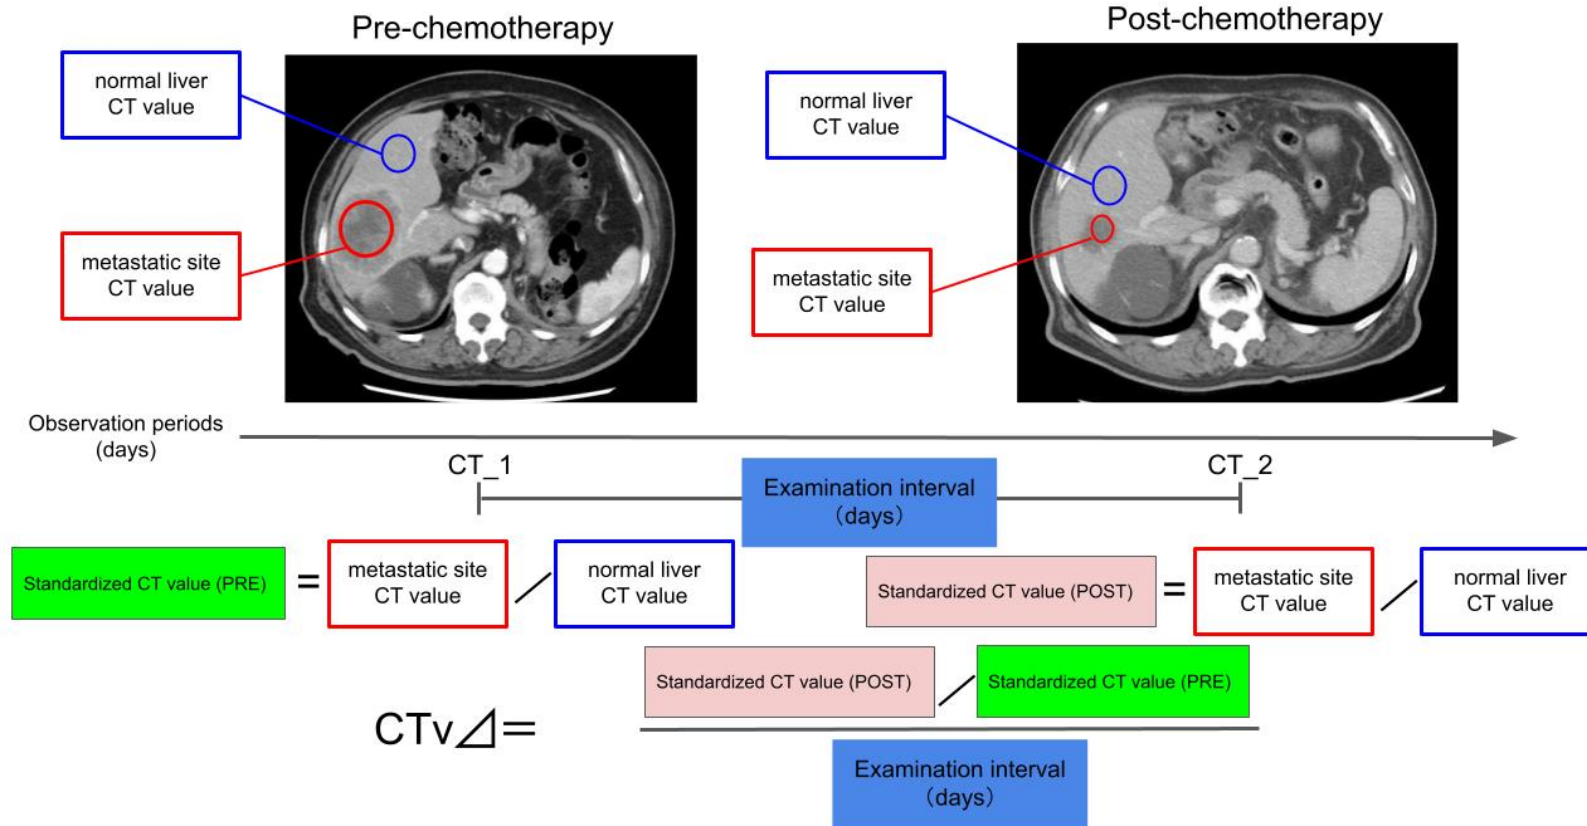 Pre-chemotherapy
Post-chemotherapy
normal liver
CT value
metastatic site
CT value
normal liver
CT value
metastatic site
CT value
Observation periods
(days)
CT_1
CT_2
Examination interval
(days)
Standardized CT value (PRE)
=
metastatic site
CT value
/
normal liver
CT value
Standardized CT value (POST)
=
metastatic site
CT value
/
normal liver
CT value
CTv⊿=
Standardized CT value (POST)
/
Standardized CT value (PRE)
Examination interval
(days)